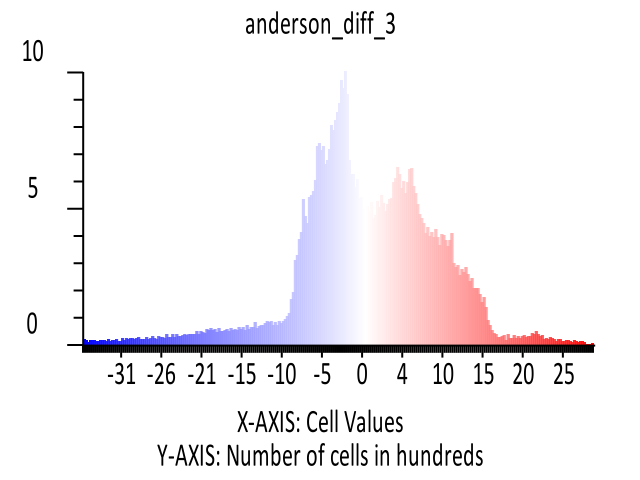 anderson_diff_3
10
5
0
-31 -26 -21 -15 -10 -5 0 4 10 15 20 25
X-AXIS: Cell Values
Y-AXIS: Number of cells in hundreds